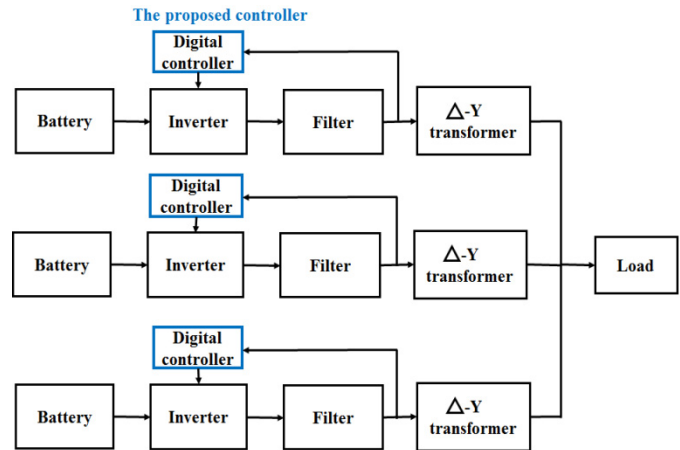 The proposed controller
Digital
controller
Battery
Inverter
Filter
△-Y
transformer
Digital
controller
Battery
Inverter
Filter
△-Y
transformer
Load
Digital
controller
Battery
Inverter
Filter
△-Y
transformer